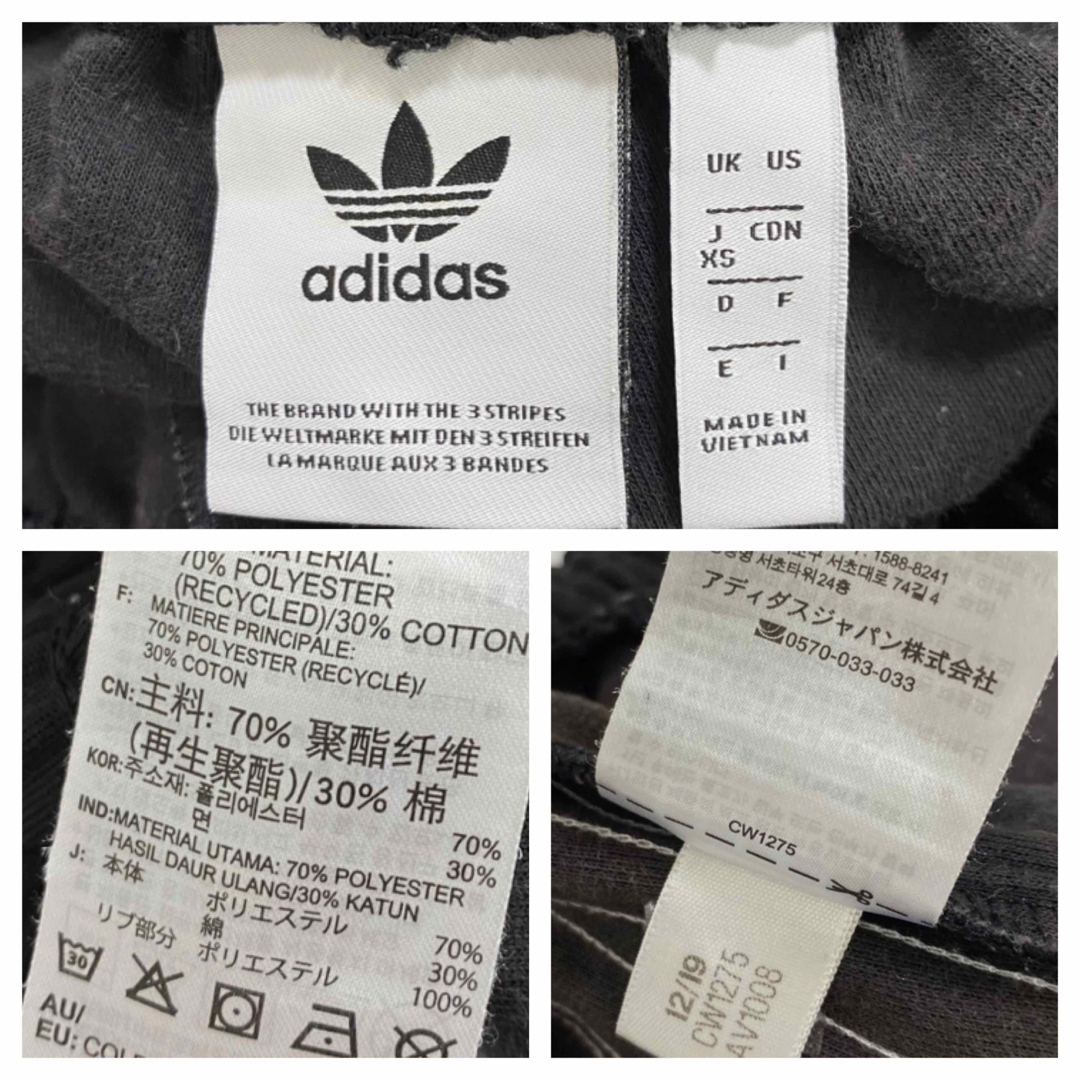 adidas
THE BRAND WITH THE 3 STRIPES
DIE WELTMARKE MIT DEN 3 STREIFEN
LA MARQUE AUX 3 BANDES
UK US
J CDN
XS
D F
E I
MADE IN
VIETNAM
MATERIAL:
70% POLYESTER
(RECYCLED)/30% COTTON
F: MATIERE PRINCIPALE:
70% POLYESTER (RECYCLÉ)/
30% COTON
CN:主料: 70% 聚酯纤维
(再生聚酯)/30% 棉
KOR:주소재: 폴리에스터 70%
면 30%
IND:MATERIAL UTAMA: 70% POLYESTER
HASIL DAUR ULANG/30% KATUN
J: 本体 ポリエステル 70%
綿 30%
リブ部分 ポリエステル 100%
30
AU/
EU:
1588-8241
서초대로 74길 4
서초타워24층
アディダスジャパン株式会社
0570-033-033
CW1275
12/19
CW1275
AV1008